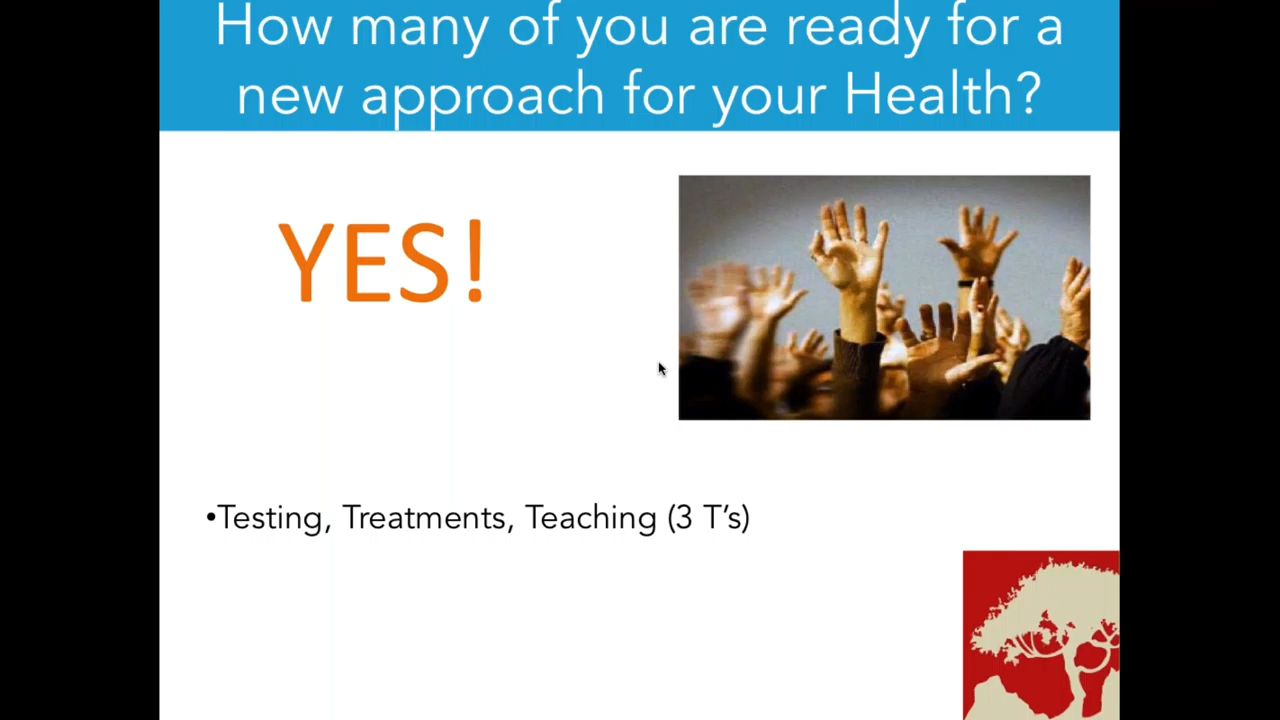 How many of you are ready for a
new approach for your Health?
YES!
•Testing, Treatments, Teaching (3 T’s)